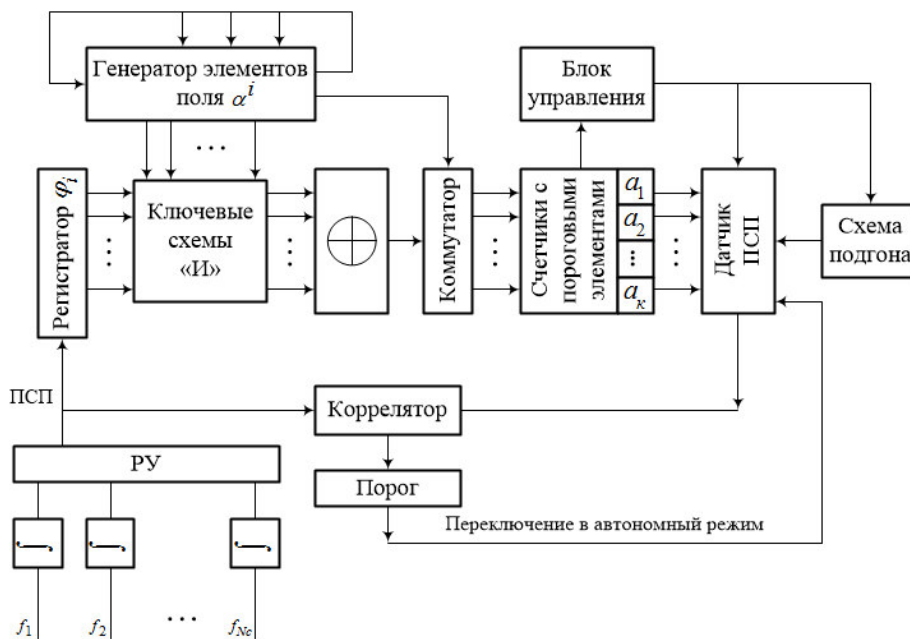 Генератор элементов
поля α^i
Блок
управления
Регистратор φ_i
Ключевые
схемы
«И»
Коммутатор
Счетчики с
пороговыми
элементами
a_1
a_2
...
a_к
Датчик
ПСП
Схема
подгона
ПСП
Коррелятор
РУ
Порог
Переключение в автономный режим
f_1
f_2
...
f_Nc